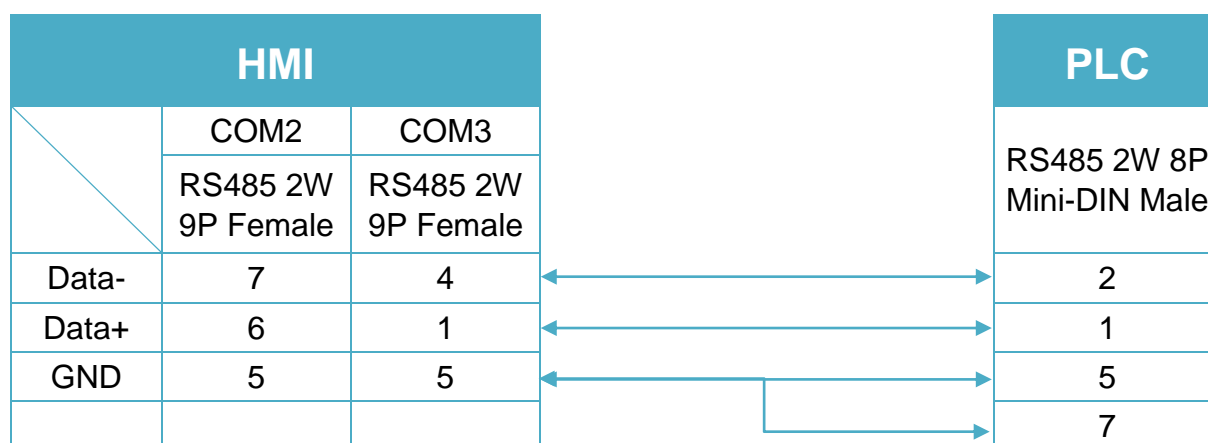 HMI PLC
COM2 COM3
RS485 2W 9P Female RS485 2W 9P Female RS485 2W 8P Mini-DIN Male
Data- 7 4 2
Data+ 6 1 1
GND 5 5 5
7